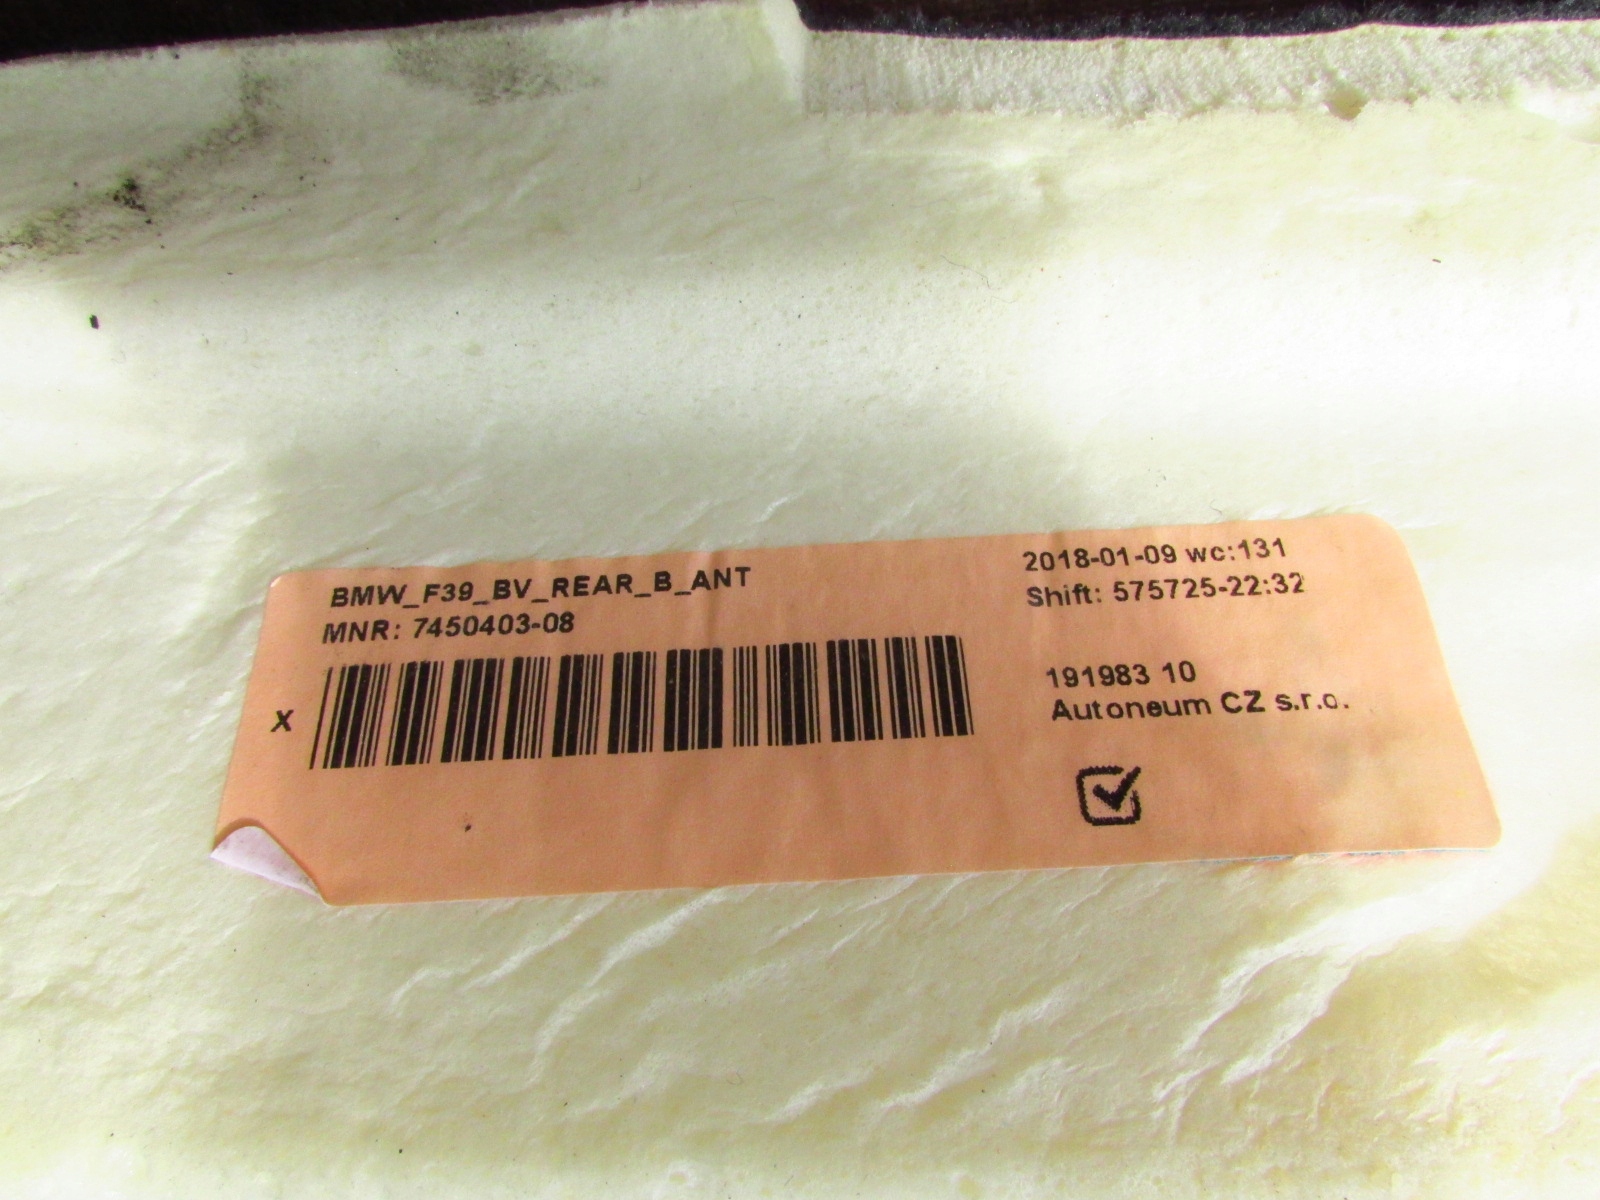 BMW_F39_BV_REAR_B_ANT
MNR: 7450403-08
X
2018-01-09 wc:131
Shift: 575725-22:32
191983 10
Autoneum CZ s.r.o.